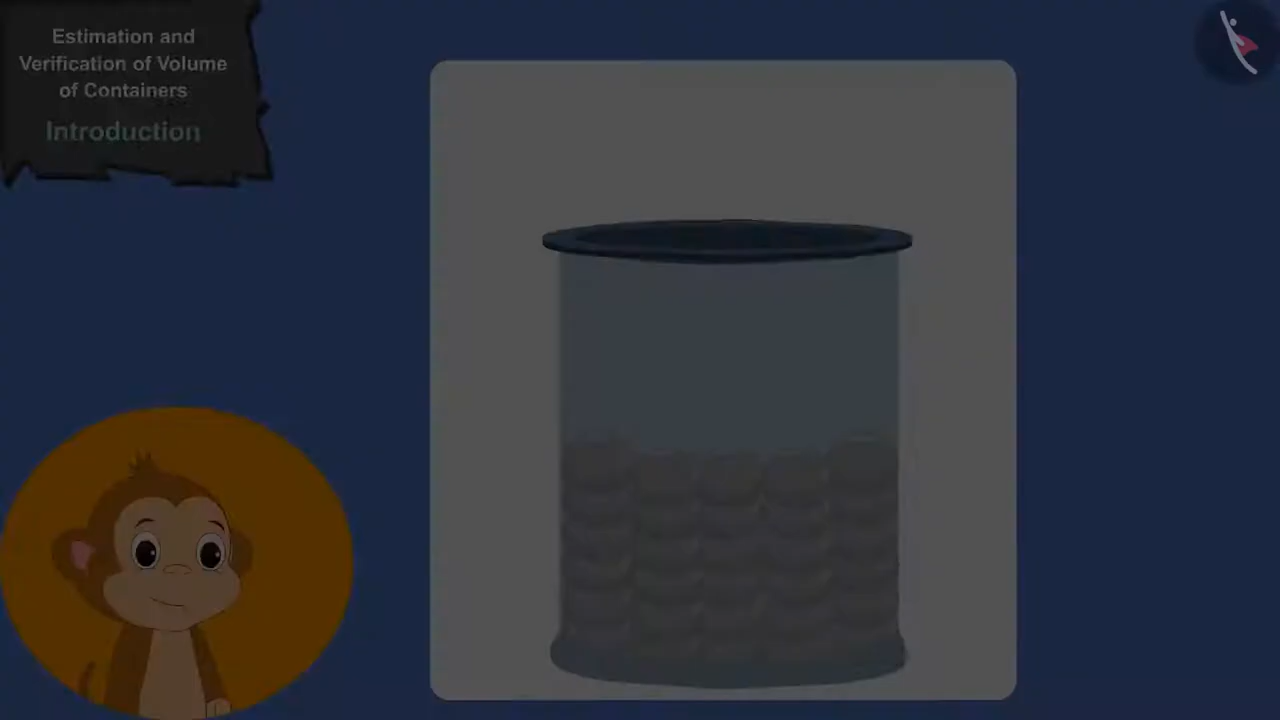 Estimation and
Verification of Volume
of Containers
Introduction